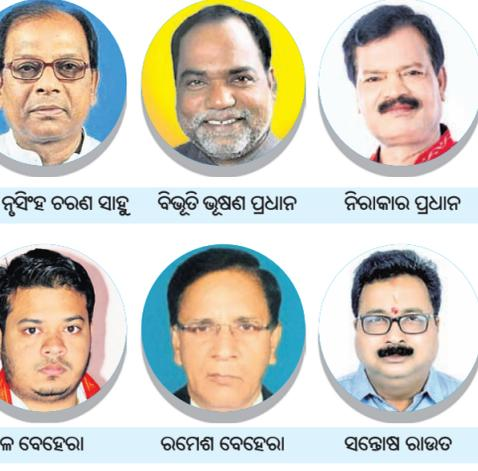 ନୃସିଂହ ଚରଣ ସାହୁ
ବିଭୂତି ଭୂଷଣ ପ୍ରଧାନ
ନିରାକାର ପ୍ରଧାନ
ବେହେରା
ରମେଶ ବେହେରା
ସନ୍ତୋଷ ରାଉତ